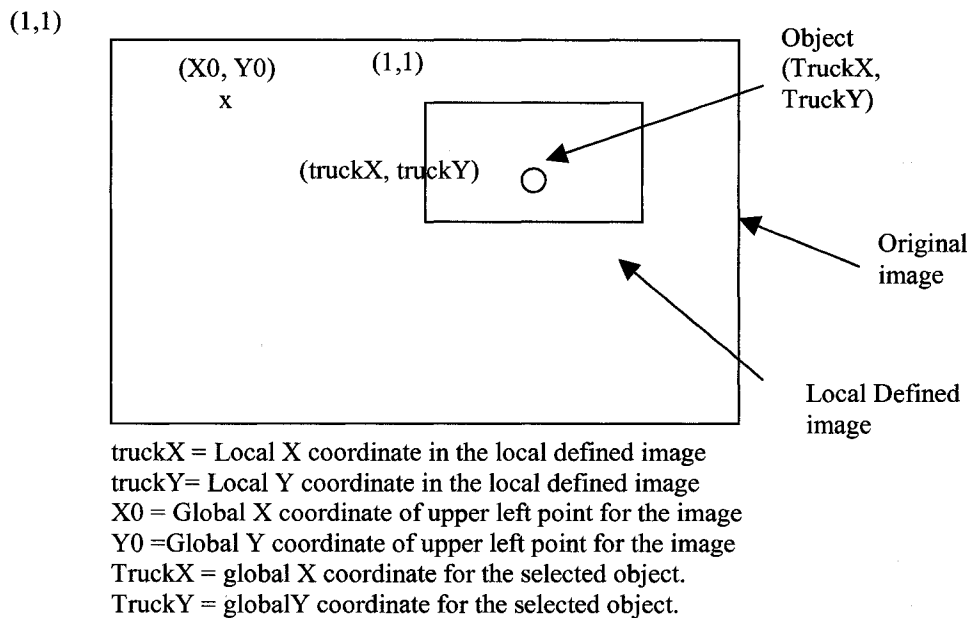 (1,1)
(X0, Y0)
x
(1,1)
Object
(TruckX,
TruckY)
(truckX, truckY)
Original
image
Local Defined
image
truckX = Local X coordinate in the local defined image
truckY= Local Y coordinate in the local defined image
X0 = Global X coordinate of upper left point for the image
Y0 =Global Y coordinate of upper left point for the image
TruckX = global X coordinate for the selected object.
TruckY = globalY coordinate for the selected object.